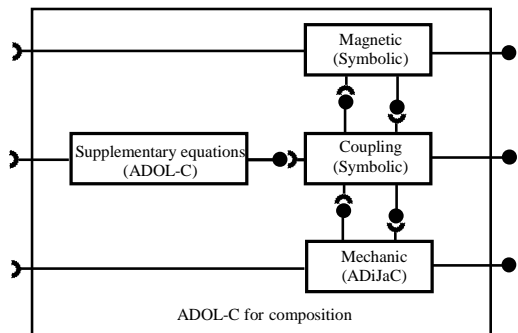 Magnetic
(Symbolic)
Supplementary equations
(ADOL-C)
Coupling
(Symbolic)
Mechanic
(ADiJaC)
ADOL-C for composition